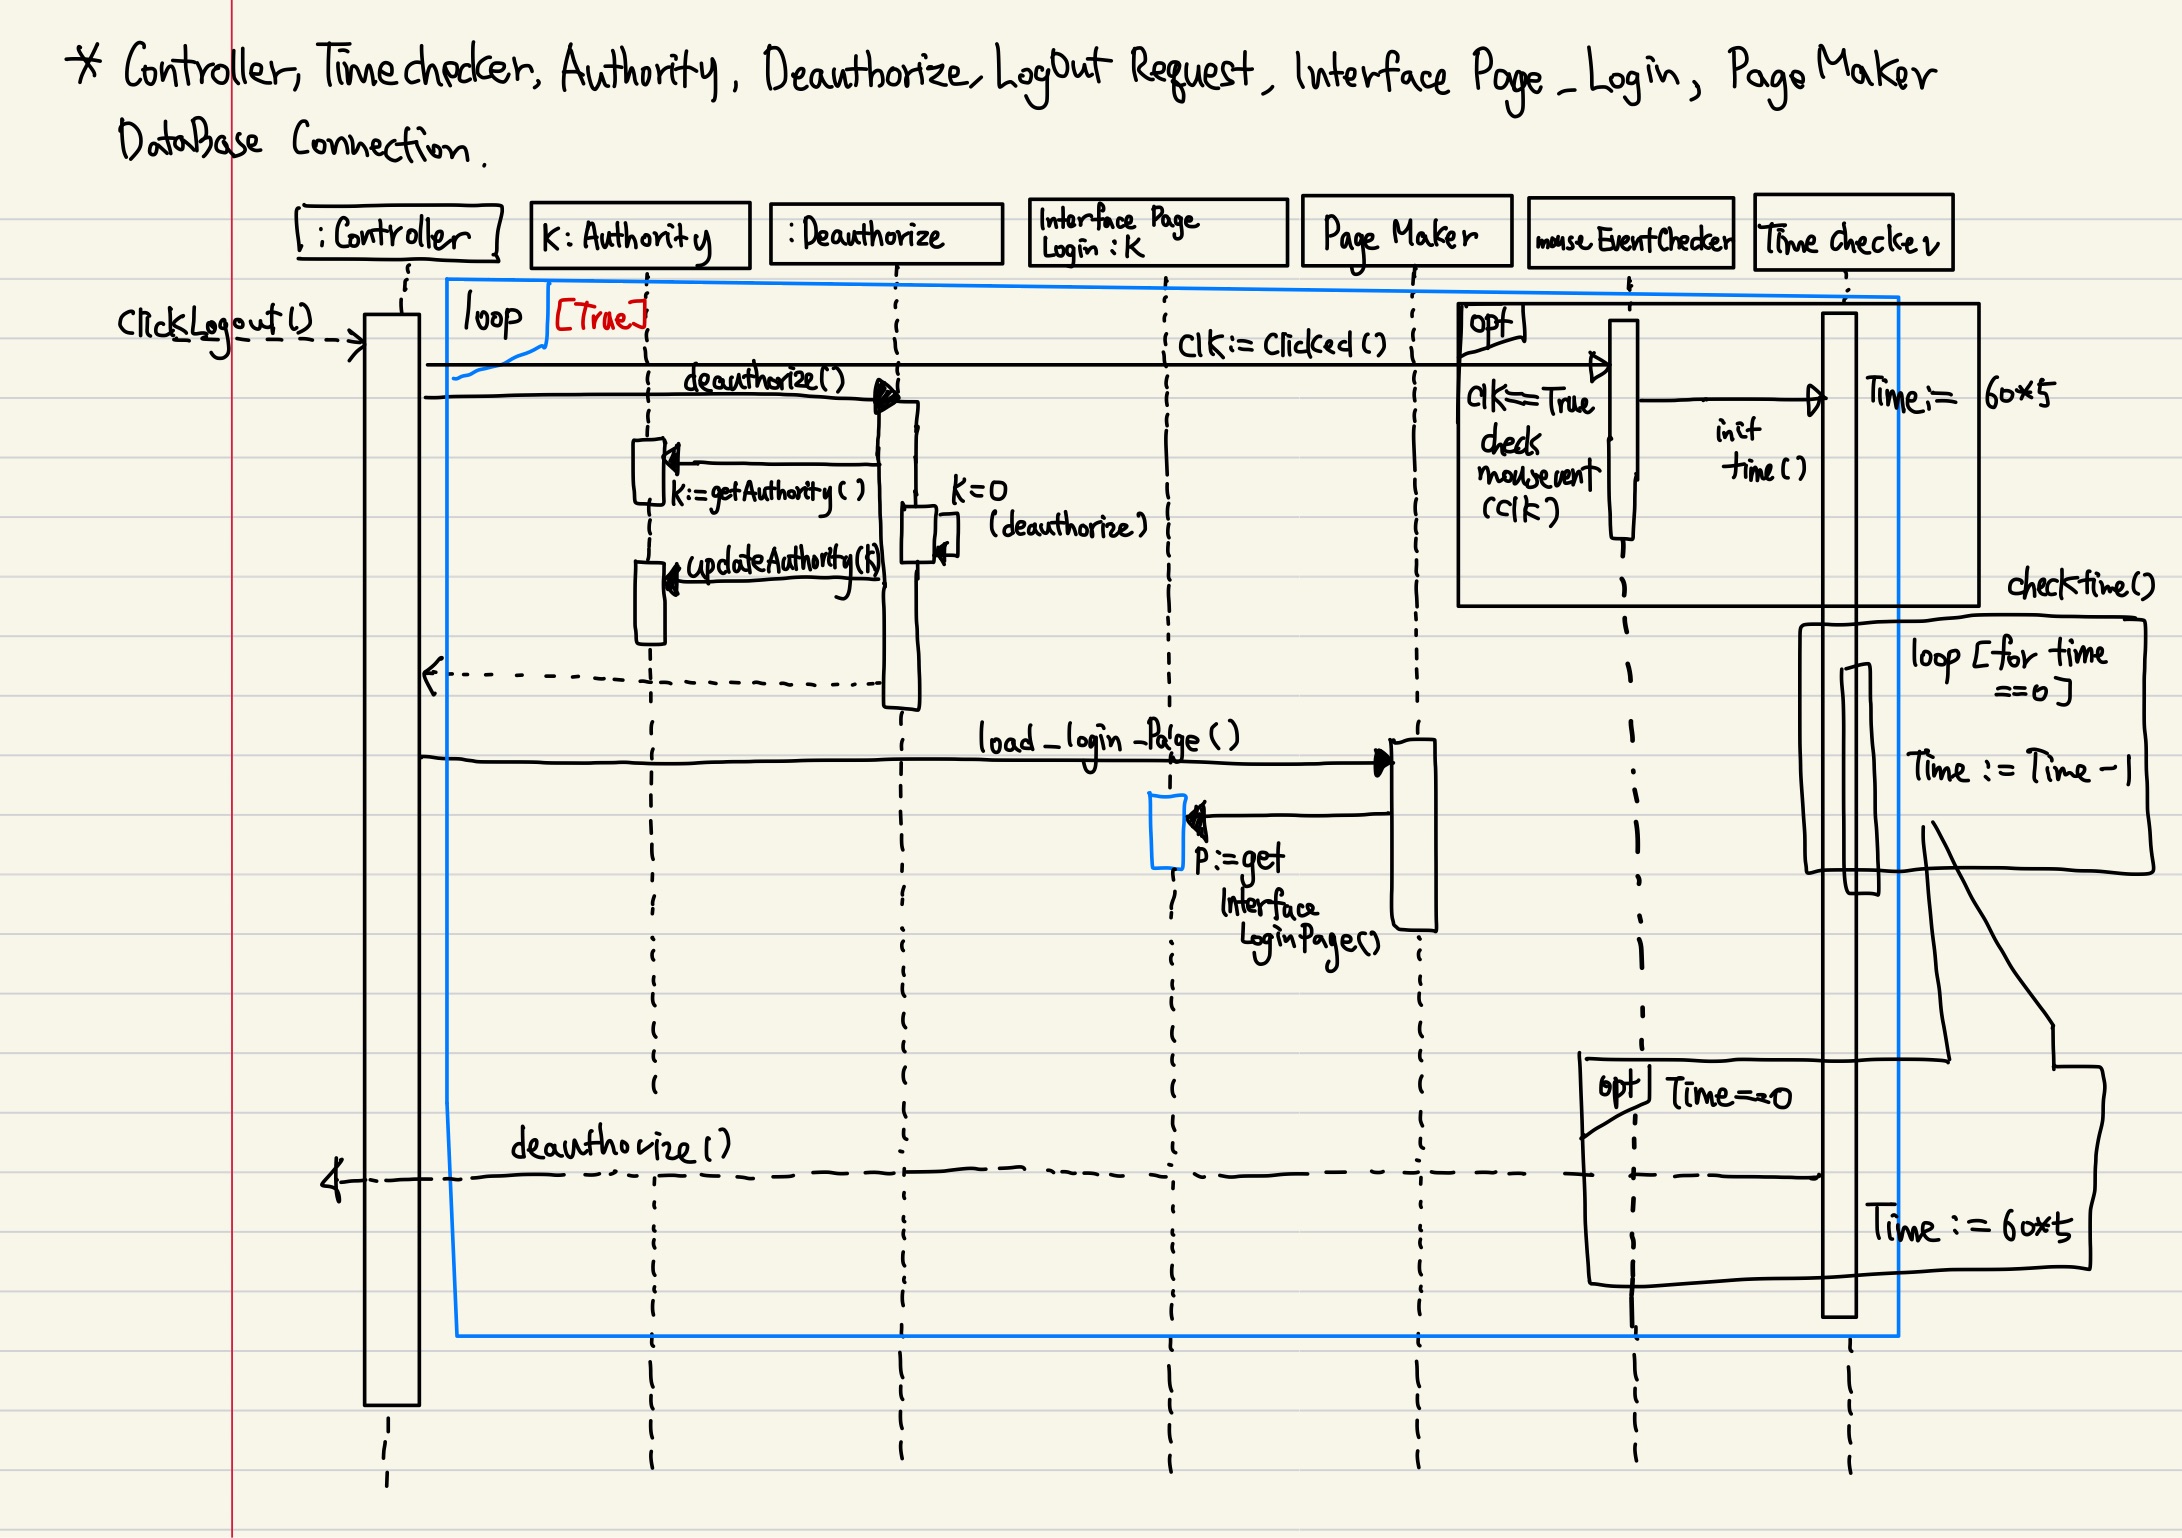 * Controller, Timechecker, Authority, Deauthorize, LogOut Request, Interface Page_Login, Page Maker
DataBase Connection.
: Controller
K: Authority
:Deauthorize
Interface Page
Login : K
Page Maker
mouse EventChecker
Time checker
ClickLogout()
loop
[True]
opt
Clk:= Clicked()
deauthorize()
Clk==True
Time:= 60*5
check
mousevent
(Clk)
init
time()
K:=getAuthority()
K=0
(deauthorize)
updateAuthority(K)
checktime()
loop [for time
==0]
load_login_Page()
Time := Time-1
P:=get
Interface
LoginPage()
opt
Time==0
deauthorize()
Time := 60*5